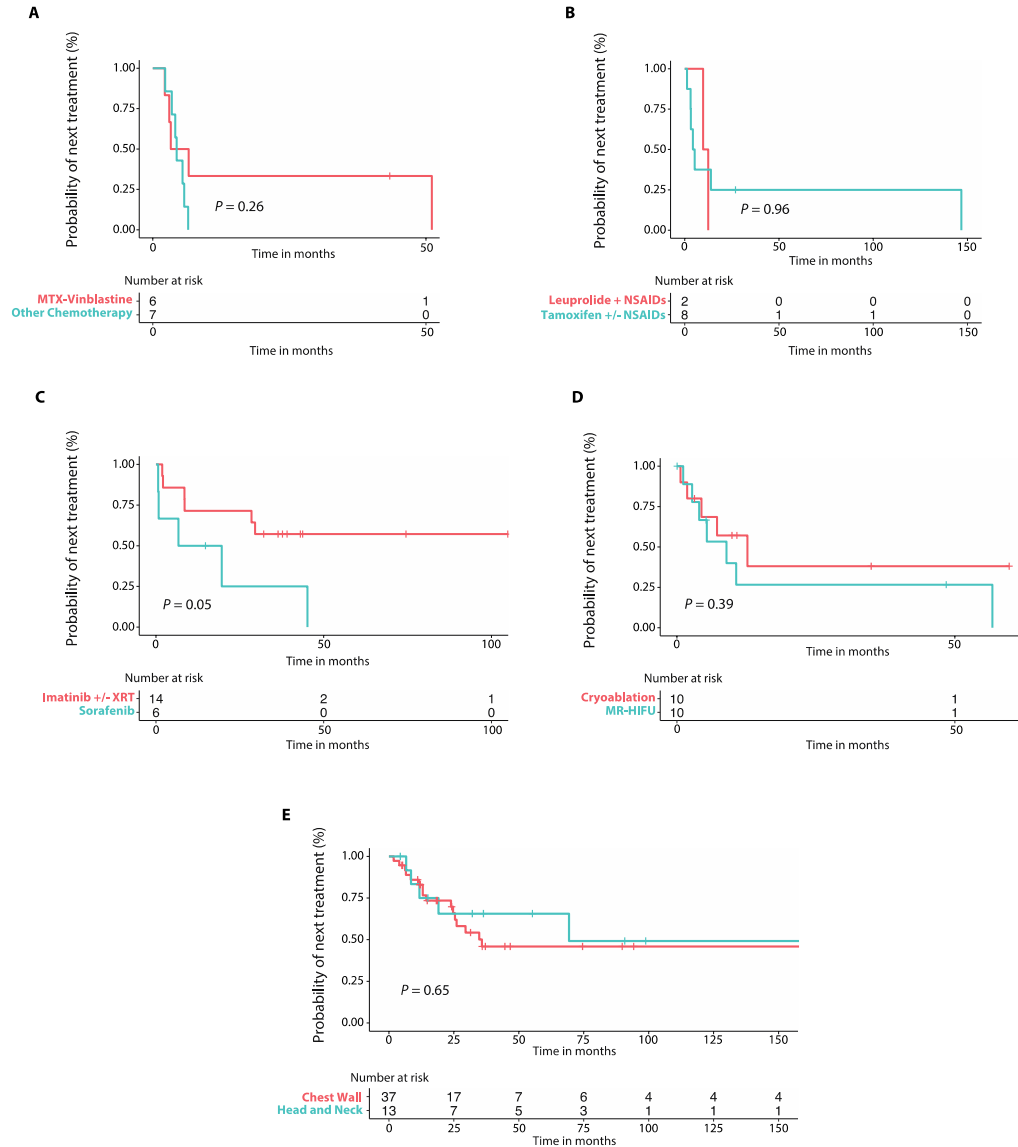 A
Probability of next treatment (%)
1.00
0.75
0.50
0.25
0.00
P = 0.26
0 50
Time in months
Number at risk
MTX-Vinblastine 6 1
Other Chemotherapy 7 0
0 50
Time in months
B
Probability of next treatment (%)
1.00
0.75
0.50
0.25
0.00
P = 0.96
0 50 100 150
Time in months
Number at risk
Leuprolide + NSAIDs 2 0 0 0
Tamoxifen +/- NSAIDs 8 1 1 0
0 50 100 150
Time in months
C
Probability of next treatment (%)
1.00
0.75
0.50
0.25
0.00
P = 0.05
0 50 100
Time in months
Number at risk
Imatinib +/- XRT 14 2 1
Sorafenib 6 0 0
0 50 100
Time in months
D
Probability of next treatment (%)
1.00
0.75
0.50
0.25
0.00
P = 0.39
0 50
Time in months
Number at risk
Cryoablation 10 1
MR-HIFU 10 1
0 50
Time in months
E
Probability of next treatment (%)
1.00
0.75
0.50
0.25
0.00
P = 0.65
0 25 50 75 100 125 150
Time in months
Number at risk
Chest Wall 37 17 7 6 4 4 4
Head and Neck 13 7 5 3 1 1 1
0 25 50 75 100 125 150
Time in months